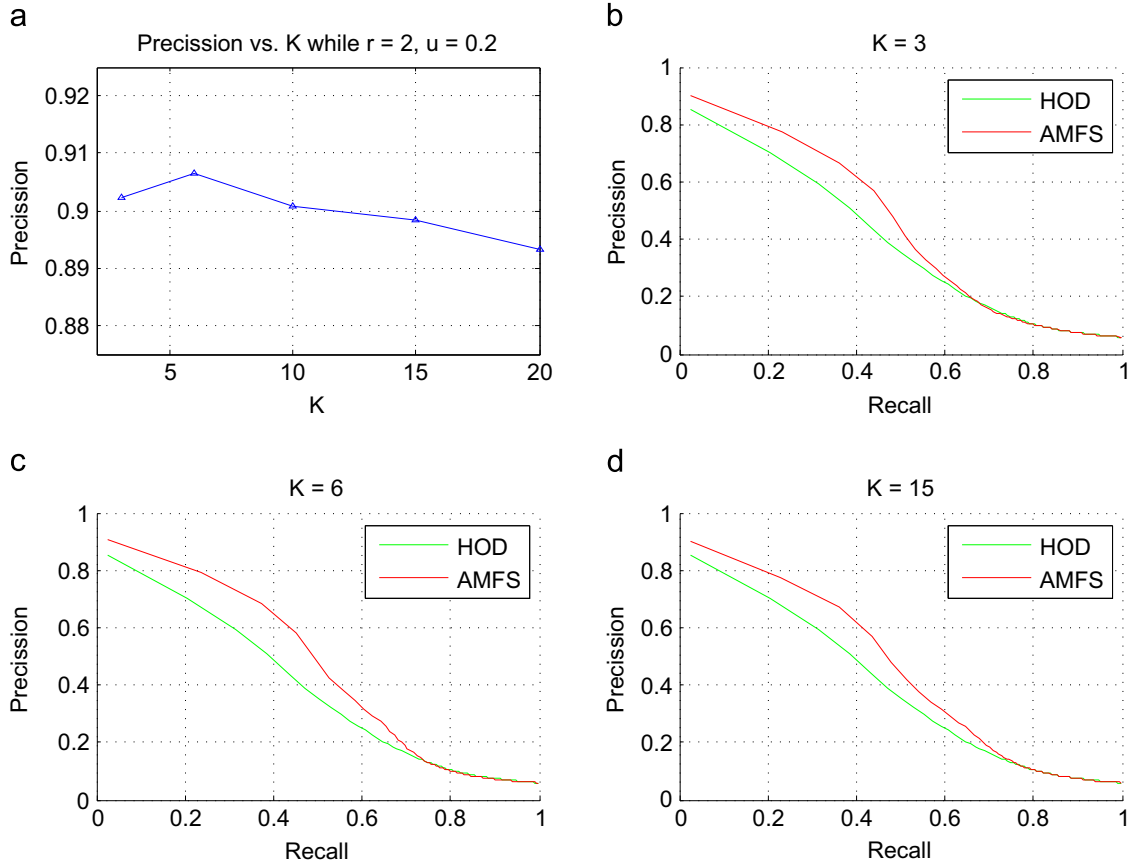 a
Precission vs. K while r = 2, u = 0.2
0.92
0.91
0.9
0.89
0.88
Precission
5
10
15
20
K
b
K = 3
1
0.8
0.6
0.4
0.2
0
Precission
HOD
AMFS
0
0.2
0.4
0.6
0.8
1
Recall
c
K = 6
1
0.8
0.6
0.4
0.2
0
Precission
HOD
AMFS
0
0.2
0.4
0.6
0.8
1
Recall
d
K = 15
1
0.8
0.6
0.4
0.2
0
Precission
HOD
AMFS
0
0.2
0.4
0.6
0.8
1
Recall